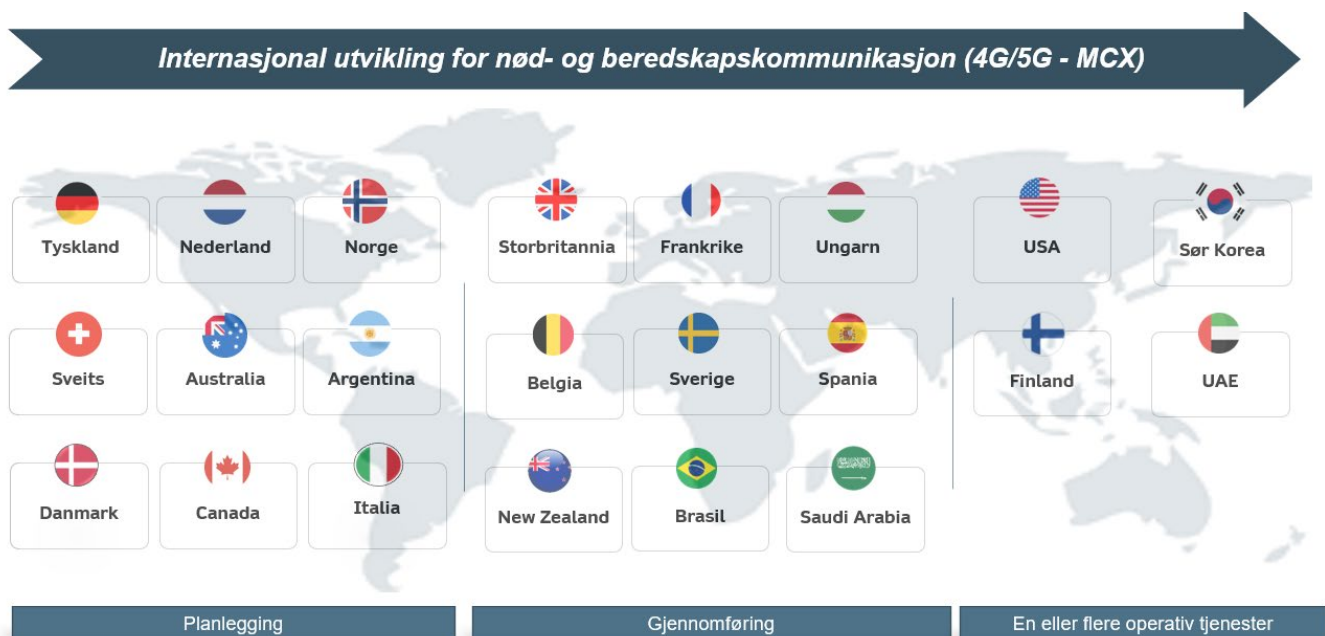 Internasjonal utvikling for nød- og beredskapskommunikasjon (4G/5G - MCX)
Tyskland
Nederland
Norge
Storbritannia
Frankrike
Ungarn
USA
Sør Korea
Sveits
Australia
Argentina
Belgia
Sverige
Spania
Finland
UAE
Danmark
Canada
Italia
New Zealand
Brasil
Saudi Arabia
Planlegging
Gjennomføring
En eller flere operativ tjenester